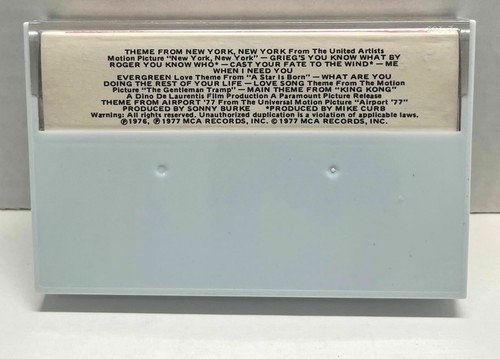 THEME FROM NEW YORK, NEW YORK From The United Artists
Motion Picture "New York, New York" — GRIEG'S YOU KNOW WHAT BY
ROGER YOU KNOW WHO* — CAST YOUR FATE TO THE WIND* — ME
WHEN I NEED YOU
EVERGREEN Love Theme From "A Star Is Born" — WHAT ARE YOU
DOING THE REST OF YOUR LIFE — LOVE SONG Theme From The Motion
Picture "The Gentleman Tramp" — MAIN THEME FROM "KING KONG"
A Dino De Laurentis Film Production A Paramount Picture Release
THEME FROM AIRPORT '77 From The Universal Motion Picture "Airport '77"
PRODUCED BY SONNY BURKE *PRODUCED BY MIKE CURB
Warning: All rights reserved. Unauthorized duplication is a violation of applicable laws.
℗1976, ℗1977 MCA RECORDS, INC. ©1977 MCA RECORDS, INC.